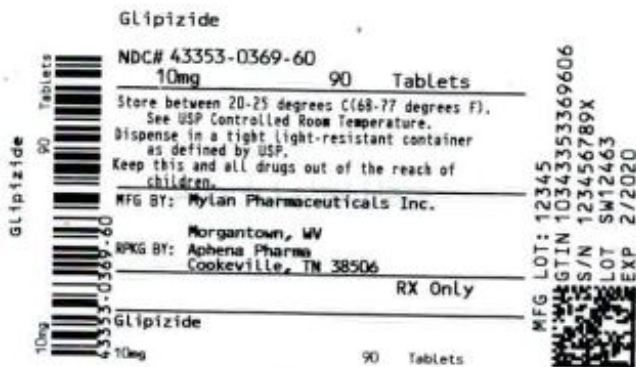 Glipizide
NDC# 43353-0369-60
10mg 90 Tablets
Store between 20-25 degrees C(68-77 degrees F).
See USP Controlled Room Temperature.
Dispense in a tight light-resistant container
as defined by USP.
Keep this and all drugs out of the reach of
children.
MFG BY: Mylan Pharmaceuticals Inc.
Morgantown, WV
RPKG BY: Aphena Pharma
Cookeville, TN 38506
RX Only
Glipizide
10mg 90 Tablets
Glipizide
10mg 90 Tablets
43353-0369-60
MFG LOT: 12345
GTIN 10343353369606
S/N 123456789X
LOT SW12463
EXP 2/2020